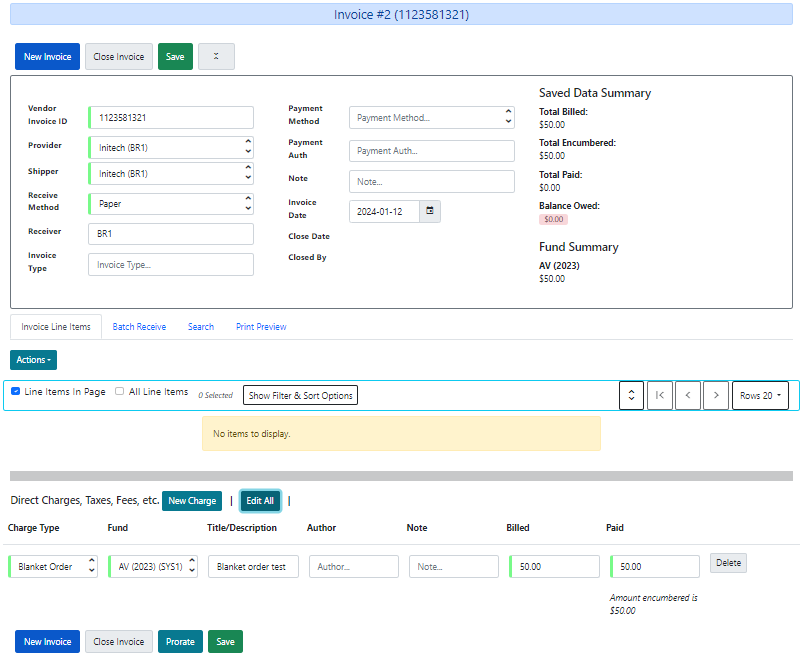 Invoice #2 (1123581321)
New Invoice Close Invoice Save
Vendor Invoice ID 1123581321
Provider Initech (BR1)
Shipper Initech (BR1)
Receive Method Paper
Receiver BR1
Invoice Type Invoice Type...
Payment Method Payment Method...
Payment Auth Payment Auth...
Note Note...
Invoice Date 2024-01-12
Close Date
Closed By
Saved Data Summary
Total Billed:
$50.00
Total Encumbered:
$50.00
Total Paid:
$0.00
Balance Owed:
$0.00
Fund Summary
AV (2023)
$50.00
Invoice Line Items Batch Receive Search Print Preview
Actions
Line Items In Page All Line Items 0 Selected Show Filter & Sort Options Rows 20
No items to display.
Direct Charges, Taxes, Fees, etc. New Charge | Edit All |
Charge Type Fund Title/Description Author Note Billed Paid
Blanket Order AV (2023) (SYS1) Blanket order test Author... Note... 50.00 50.00 Delete
Amount encumbered is
$50.00
New Invoice Close Invoice Prorate Save